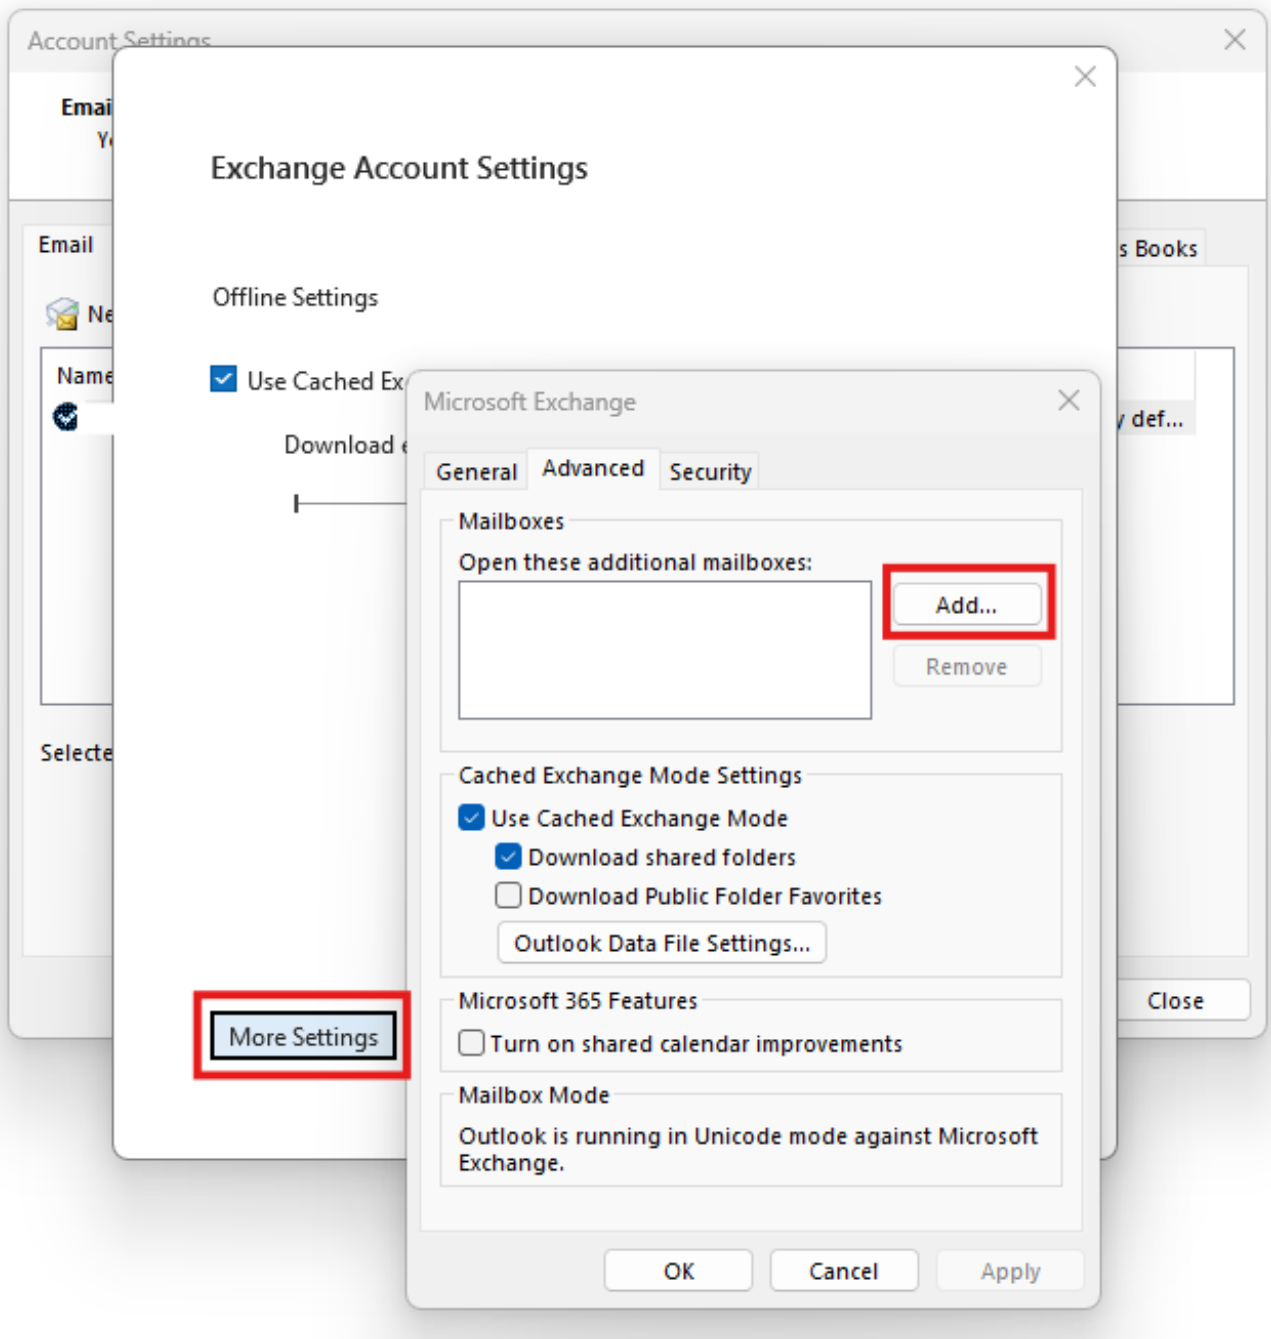 Account Settings
Emai
Exchange Account Settings
Email
s Books
Offline Settings
Ne
Name
Use Cached Ex
y def...
Download e
Microsoft Exchange
General
Advanced
Security
Mailboxes
Open these additional mailboxes:
Add...
Remove
Selecte
Cached Exchange Mode Settings
Use Cached Exchange Mode
Download shared folders
Download Public Folder Favorites
Outlook Data File Settings...
Close
Microsoft 365 Features
More Settings
Turn on shared calendar improvements
Mailbox Mode
Outlook is running in Unicode mode against Microsoft
Exchange.
OK
Cancel
Apply